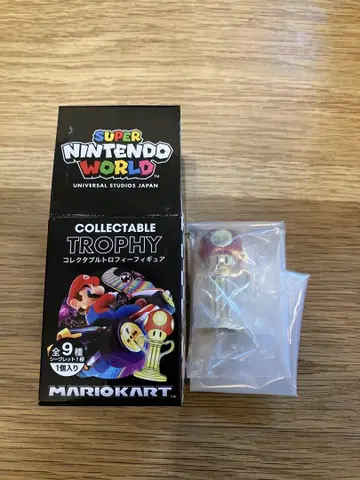 SUPER
NINTENDO
WORLD™
UNIVERSAL STUDIOS JAPAN
COLLECTABLE
TROPHY
コレクタブルトロフィーフィギュア
全9種
シークレット1種
1個入り
MARIOKART™